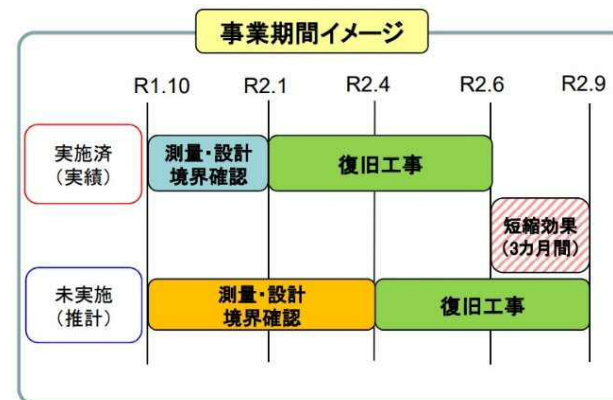 事業期間イメージ
R1.10 R2.1 R2.4 R2.6 R2.9
実施済
(実績)
測量・設計
境界確認
復旧工事
短縮効果
(3カ月間)
未実施
(推計)
測量・設計
境界確認
復旧工事